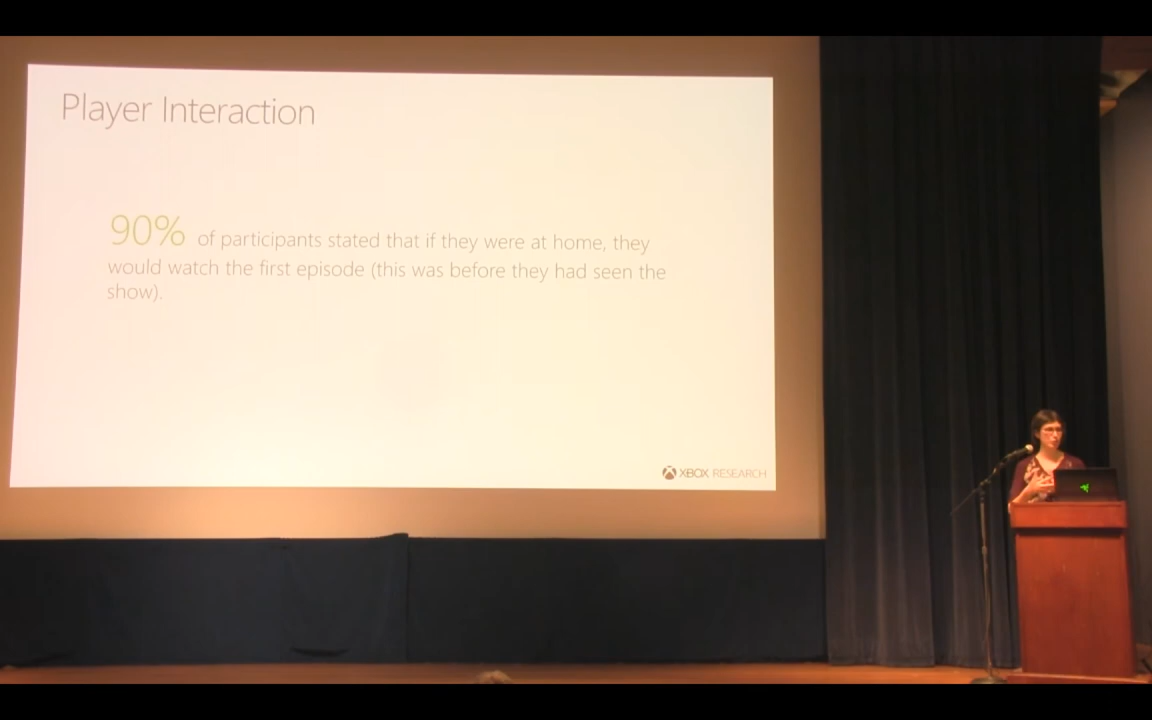 Player Interaction
90% of participants stated that if they were at home, they
would watch the first episode (this was before they had seen the
show).
XBOX RESEARCH